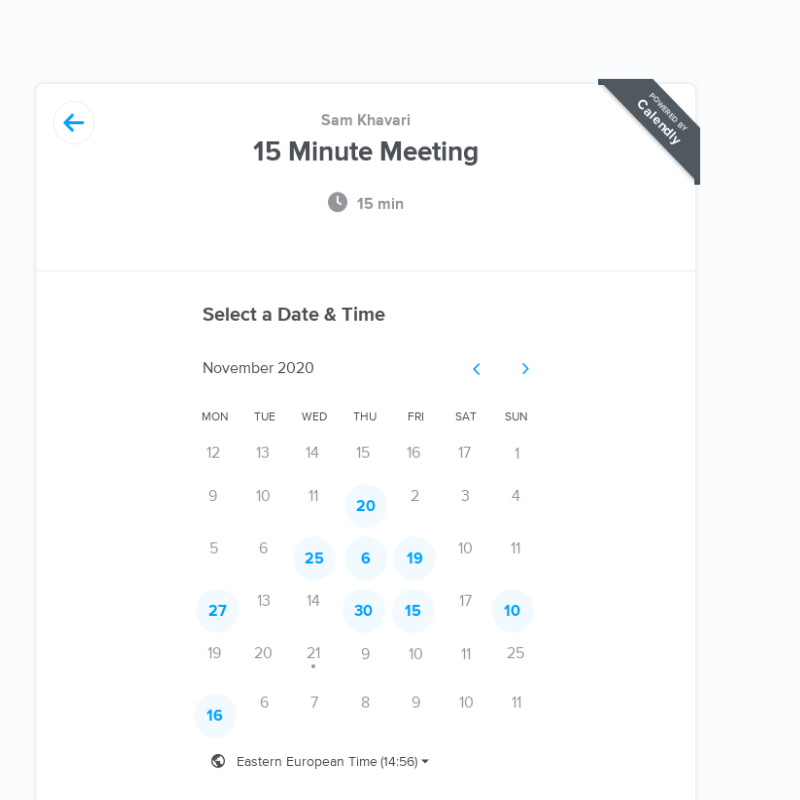 POWERED BY
Calendly
Sam Khavari
15 Minute Meeting
15 min
Select a Date & Time
November 2020
MON TUE WED THU FRI SAT SUN
12 13 14 15 16 17 1
9 10 11 20 2 3 4
5 6 25 6 19 10 11
27 13 14 30 15 17 10
19 20 21 9 10 11 25
16 6 7 8 9 10 11
Eastern European Time (14:56)